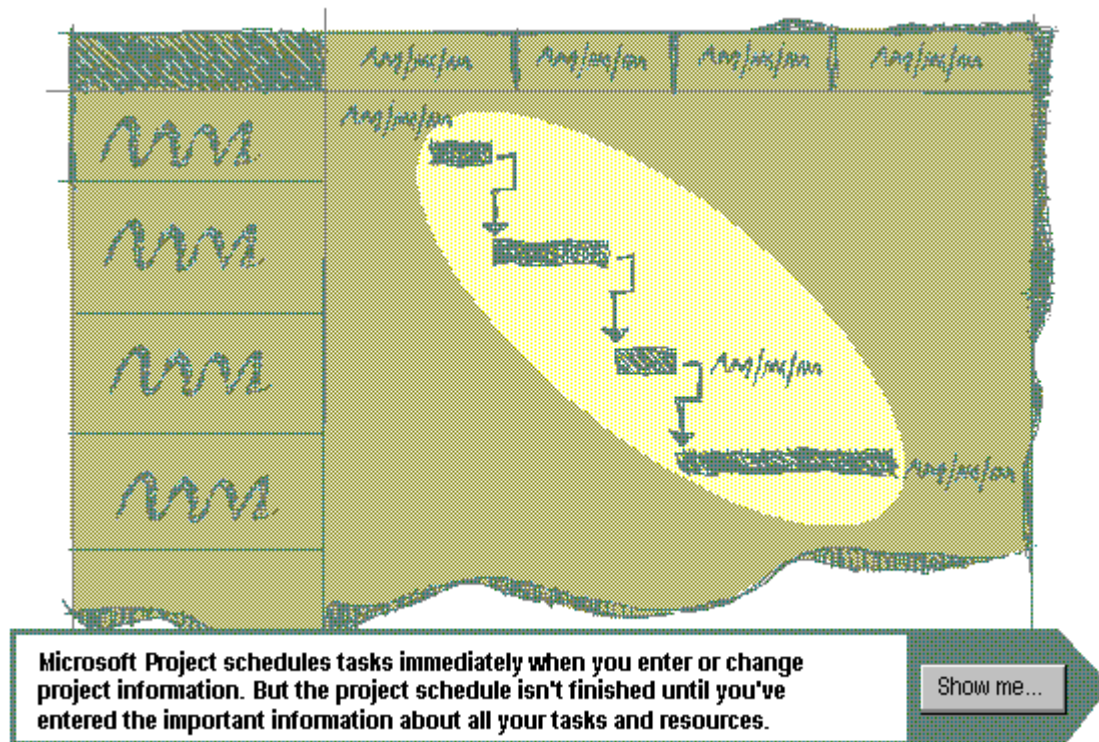 Microsoft Project schedules tasks immediately when you enter or change
project information. But the project schedule isn't finished until you've
entered the important information about all your tasks and resources.
Show me...